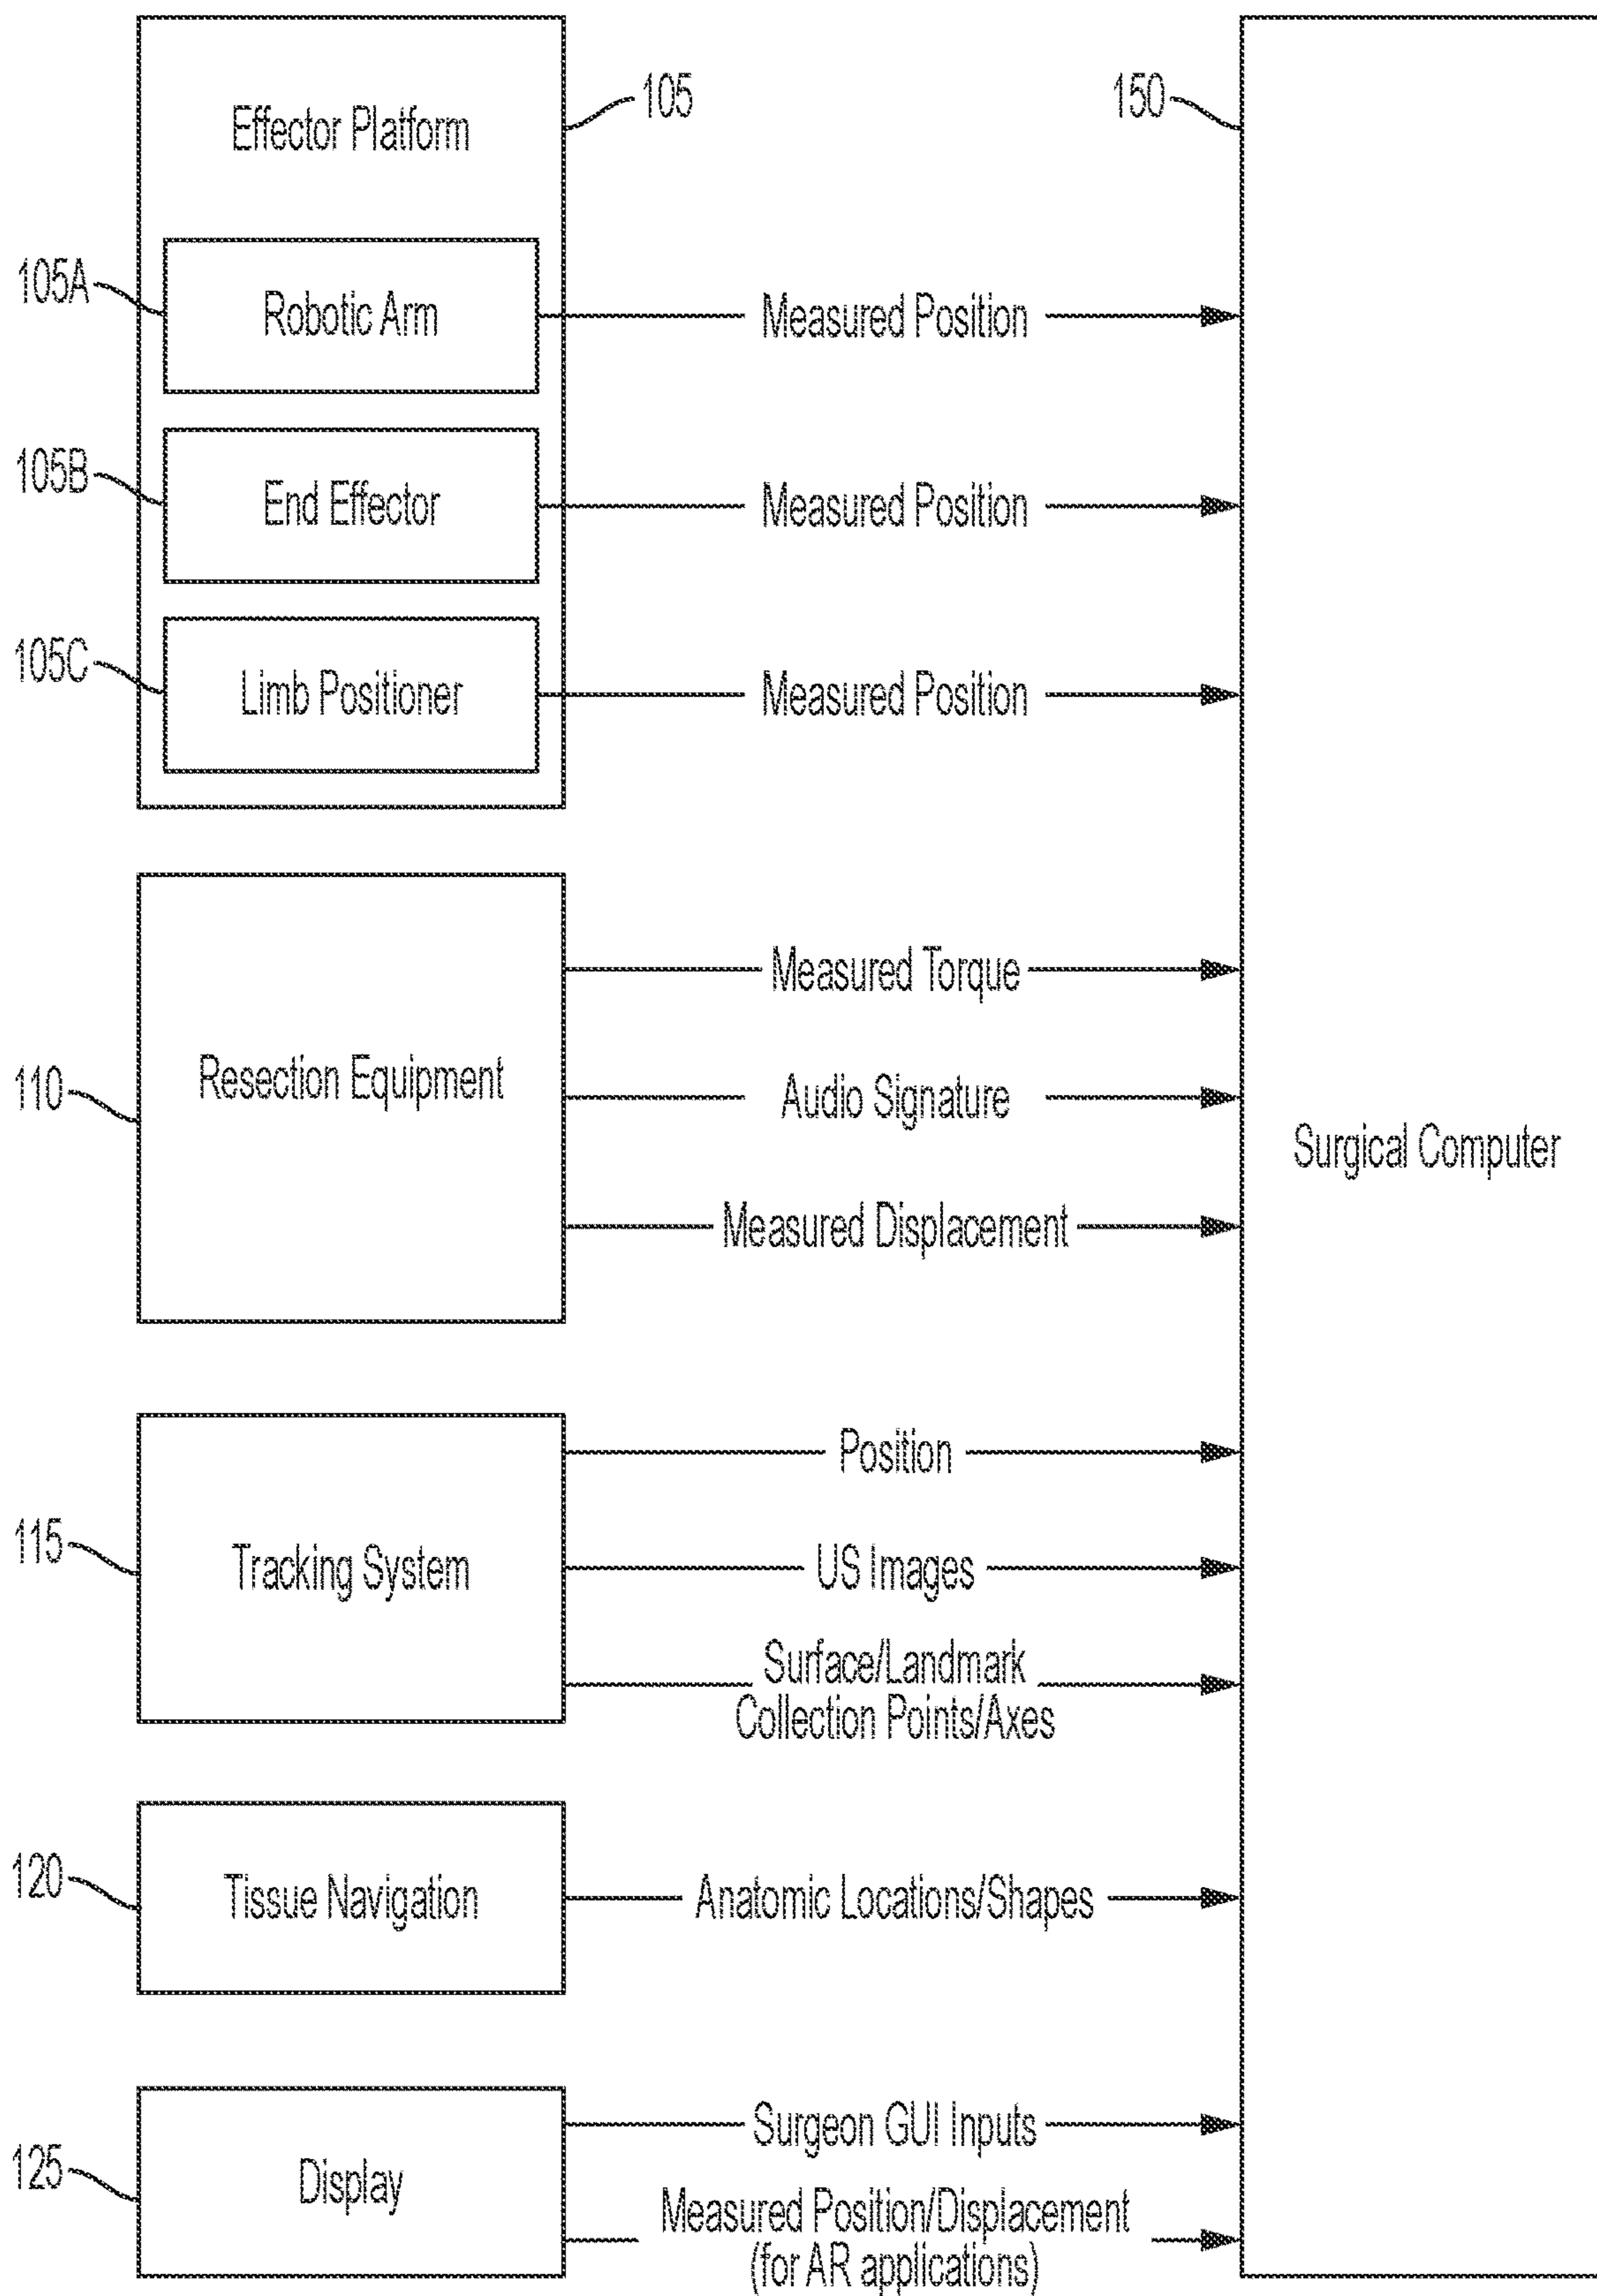 Effector Platform
105
150
105A
Robotic Arm
Measured Position
105B
End Effector
Measured Position
105C
Limb Positioner
Measured Position
110
Resection Equipment
Measured Torque
Audio Signature
Measured Displacement
Surgical Computer
115
Tracking System
Position
US Images
Surface/Landmark
Collection Points/Axes
120
Tissue Navigation
Anatomic Locations/Shapes
125
Display
Surgeon GUI Inputs
Measured Position/Displacement
(for AR applications)